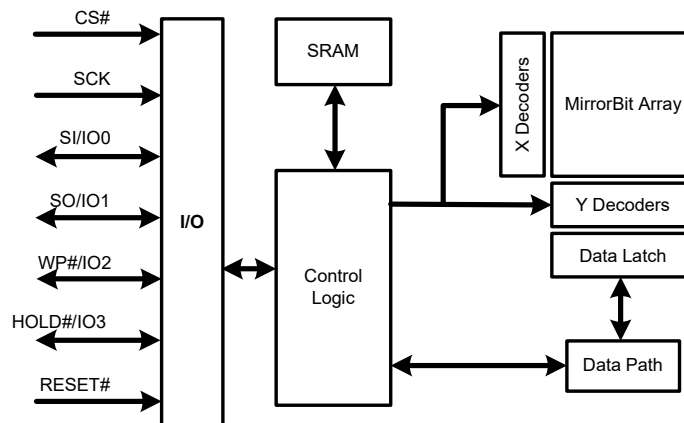 CS#
SCK
SI/IO0
SO/IO1
WP#/IO2
HOLD#/IO3
RESET#
I/O
SRAM
Control
Logic
X Decoders
MirrorBit Array
Y Decoders
Data Latch
Data Path